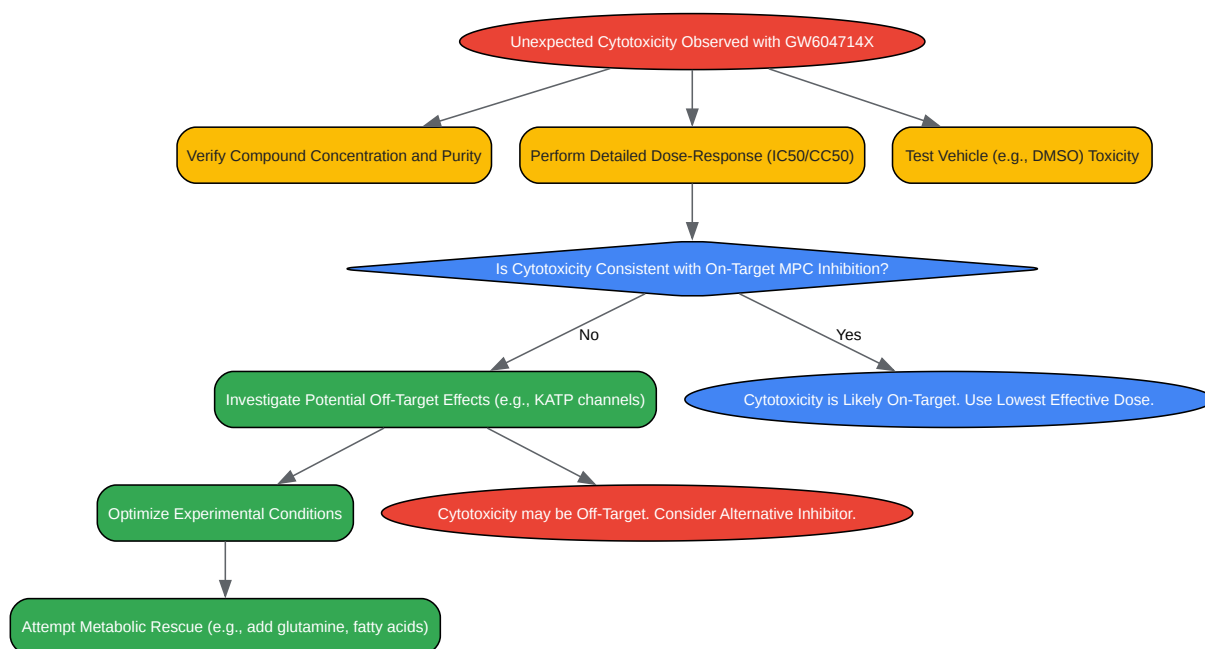 Unexpected Cytotoxicity Observed with GW604714X
Verify Compound Concentration and Purity
Perform Detailed Dose-Response (IC50/CC50)
Test Vehicle (e.g., DMSO) Toxicity
Is Cytotoxicity Consistent with On-Target MPC Inhibition?
No
Yes
Investigate Potential Off-Target Effects (e.g., KATP channels)
Cytotoxicity is Likely On-Target. Use Lowest Effective Dose.
Optimize Experimental Conditions
Cytotoxicity may be Off-Target. Consider Alternative Inhibitor.
Attempt Metabolic Rescue (e.g., add glutamine, fatty acids)